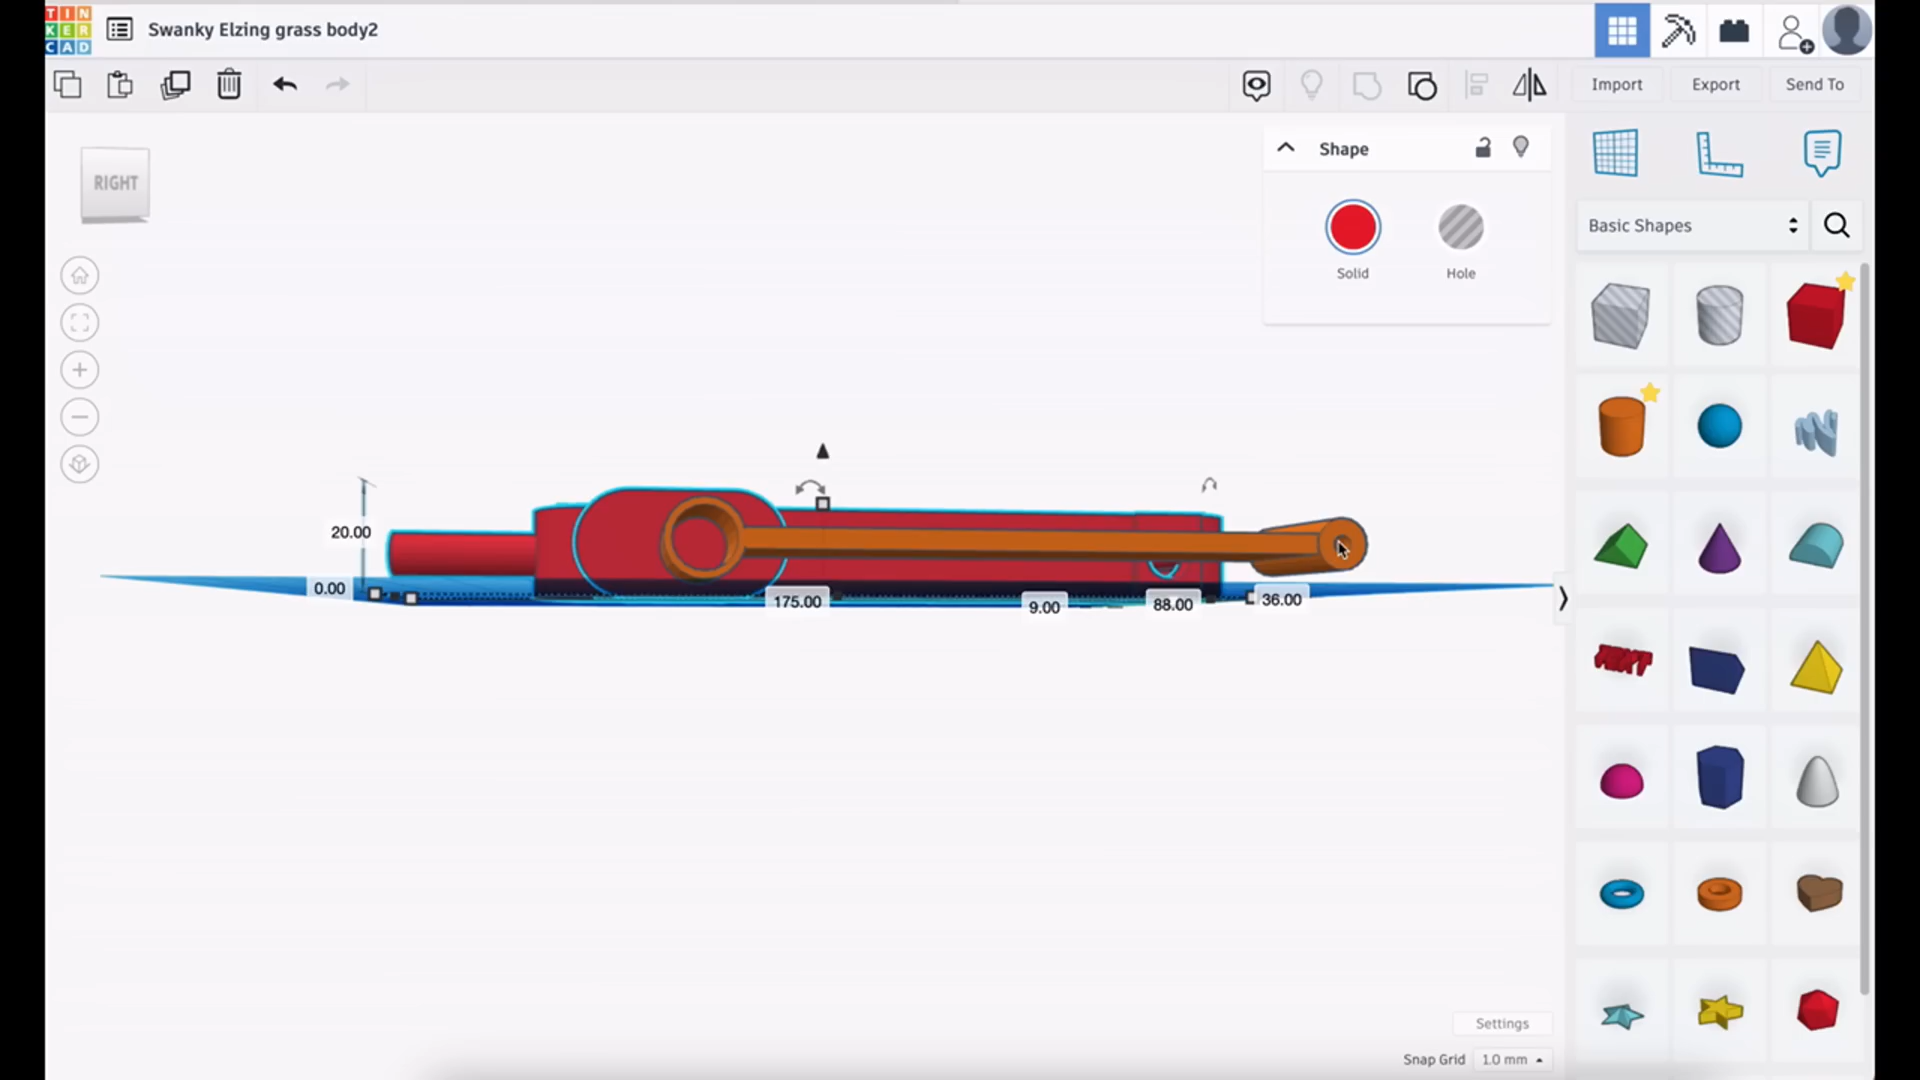 TIN
KER
CAD
Swanky Elzing grass body2
Import
Export
Send To
RIGHT
Shape
Solid
Hole
Basic Shapes
20.00
0.00
175.00
9.00
88.00
36.00
TEXT
Settings
Snap Grid 1.0 mm